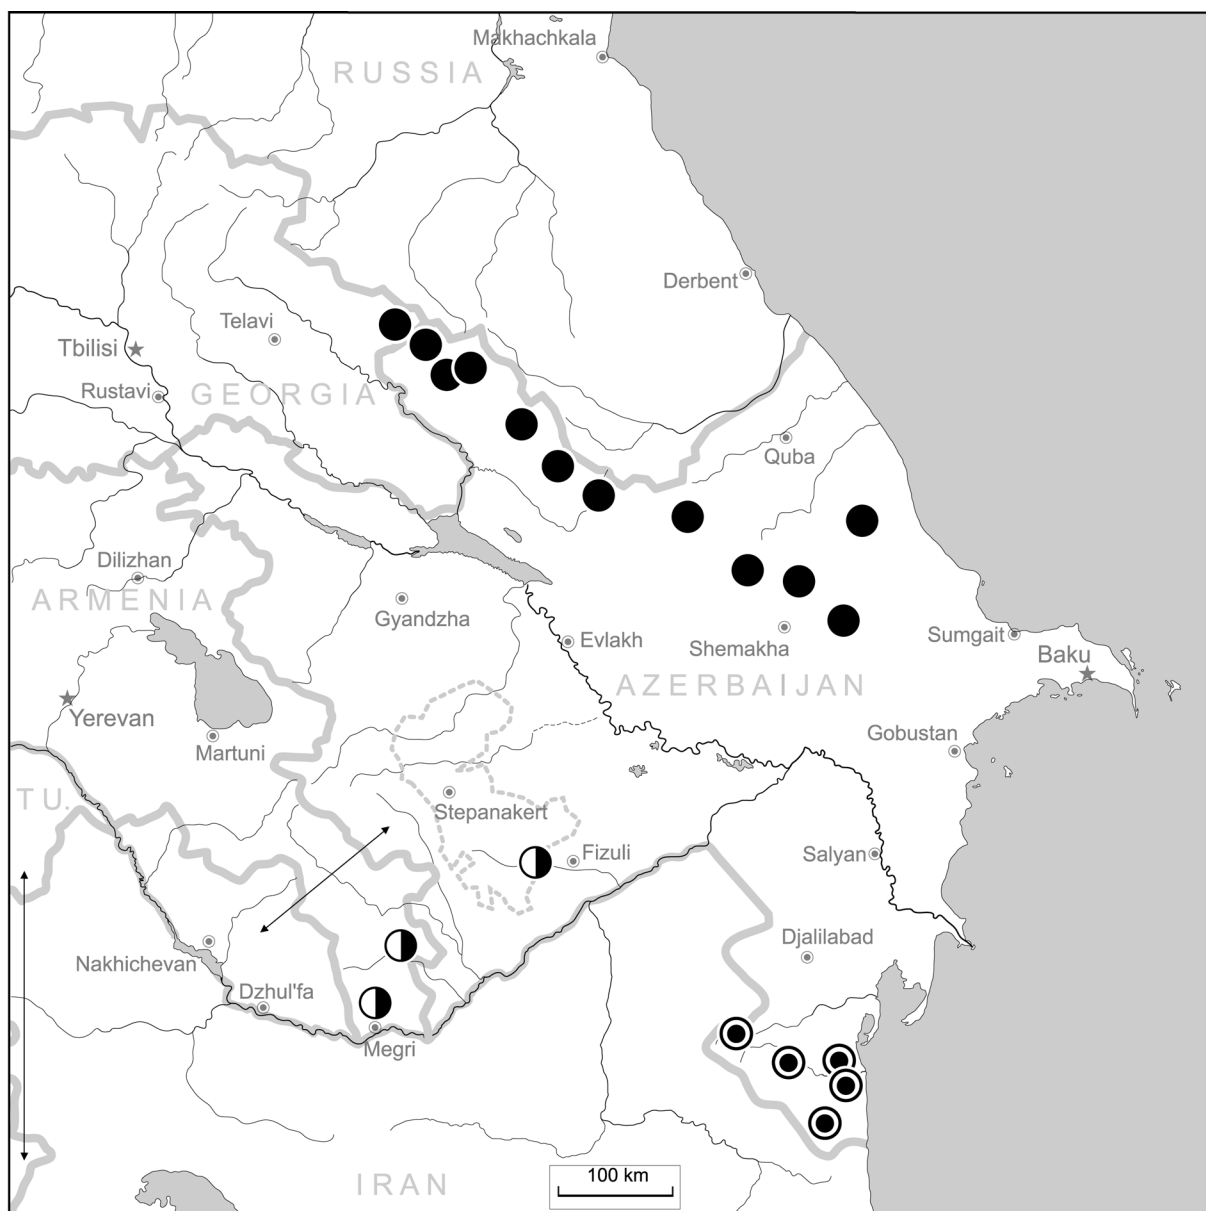 Makhachkala
RUSSIA
Derbent
Telavi
Tbilisi
Rustavi
GEORGIA
Quba
Dilizhan
ARMENIA
Gyandzha
Evlakh
Shemakha
Sumgait
Baku
AZERBAIJAN
Yerevan
Martuni
Gobustan
TU.
Stepanakert
Fizuli
Salyan
Djalilabad
Nakhichevan
Dzhul'fa
Megri
IRAN
100 km